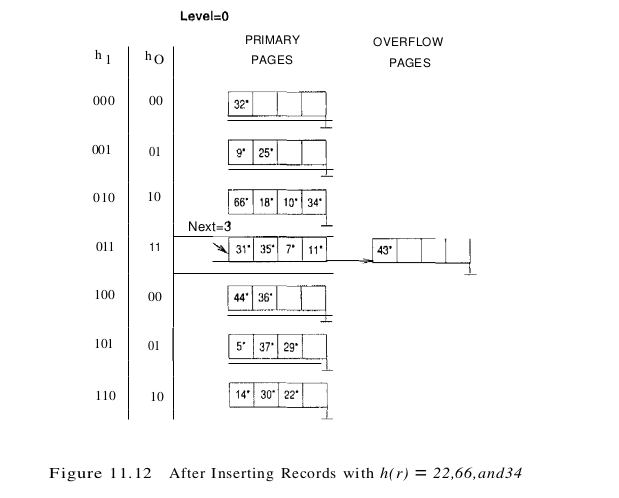 Level=0
PRIMARY OVERFLOW
h1 h0 PAGES PAGES
000 00 32*
001 01 9* 25*
010 10 66* 18* 10* 34*
Next=3
011 11 31* 35* 7* 11* 43*
100 00 44* 36*
101 01 5* 37* 29*
110 10 14* 30* 22*
Figure 11.12 After Inserting Records with h(r) = 22,66,and34